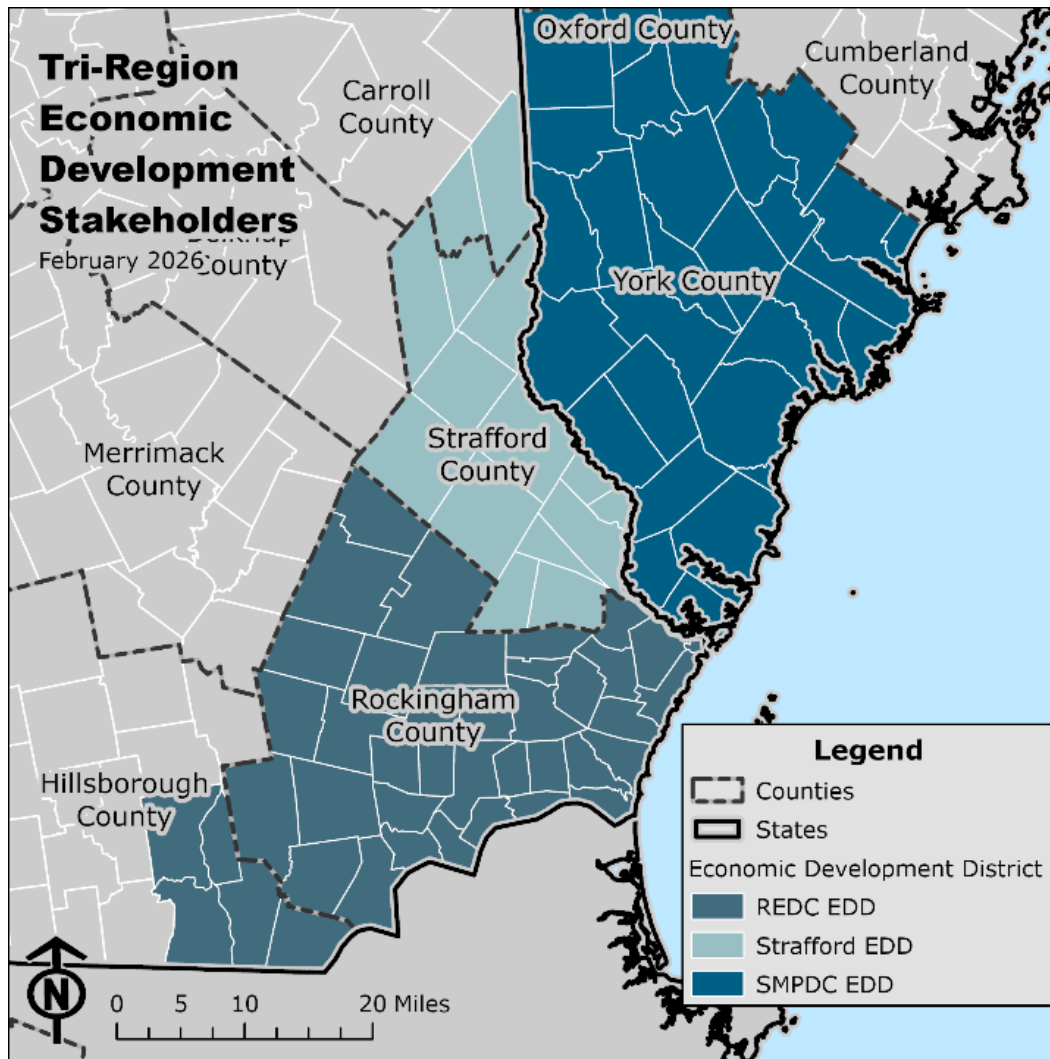 Tri-Region
Economic
Development
Stakeholders
February 2026
Oxford County
Cumberland
County
Carroll
County
County
York County
Strafford
County
Merrimack
County
Rockingham
County
Hillsborough
County
Legend
Counties
States
Economic Development District
REDC EDD
Strafford EDD
SMPDC EDD
N
0 5 10 20 Miles